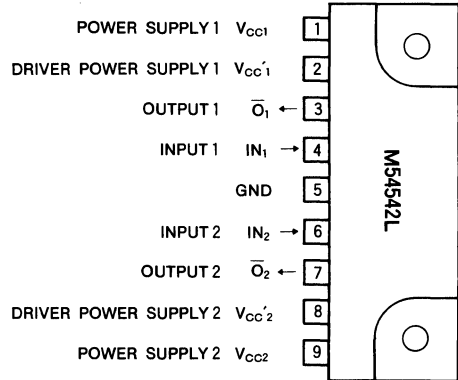 POWER SUPPLY 1 VCC1 1
DRIVER POWER SUPPLY 1 VCC'1 2
OUTPUT 1 O̅1 ← 3
INPUT 1 IN1 → 4
GND 5
INPUT 2 IN2 → 6
OUTPUT 2 O̅2 ← 7
DRIVER POWER SUPPLY 2 VCC'2 8
POWER SUPPLY 2 VCC2 9
M54542L